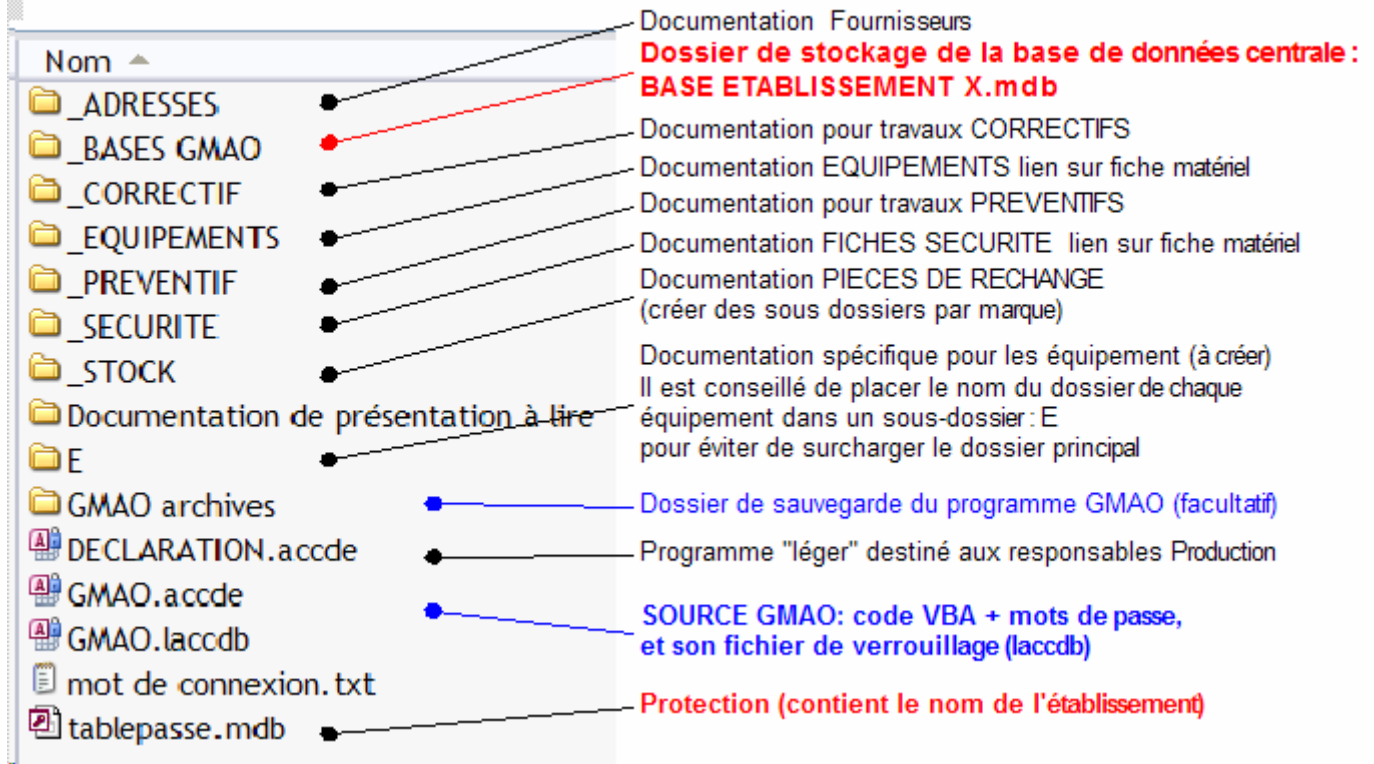 Nom
_ADRESSES
_BASES GMAO
_CORRECTIF
_EQUIPEMENTS
_PREVENTIF
_SECURITE
_STOCK
Documentation de présentation à lire
E
GMAO archives
DECLARATION.accde
GMAO.accde
GMAO.laccdb
mot de connexion.txt
tablepasse.mdb
Documentation Fournisseurs
Dossier de stockage de la base de données centrale :
BASE ETABLISSEMENT X.mdb
Documentation pour travaux CORRECTIFS
Documentation EQUIPEMENTS lien sur fiche matériel
Documentation pour travaux PREVENTIFS
Documentation FICHES SECURITE lien sur fiche matériel
Documentation PIECES DE RECHANGE
(créer des sous dossiers par marque)
Documentation spécifique pour les équipement (à créer)
Il est conseillé de placer le nom du dossier de chaque
équipement dans un sous-dossier : E
pour éviter de surcharger le dossier principal
Dossier de sauvegarde du programme GMAO (facultatif)
Programme "léger" destiné aux responsables Production
SOURCE GMAO: code VBA + mots de passe,
et son fichier de verrouillage (laccdb)
Protection (contient le nom de l'établissement)